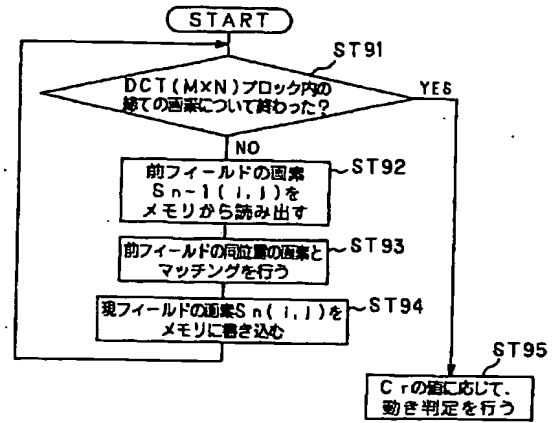 START
ST91
DCT(M×N)ブロック内の
総ての画素について終わった？
YES
NO
ST92
前フィールドの画素
Sn-1(i,j)を
メモリから読み出す
ST93
前フィールドの同位置の画素と
マッチングを行う
ST94
現フィールドの画素Sn(i,j)を
メモリに書き込む
ST95
Crの値に応じて、
動き判定を行う